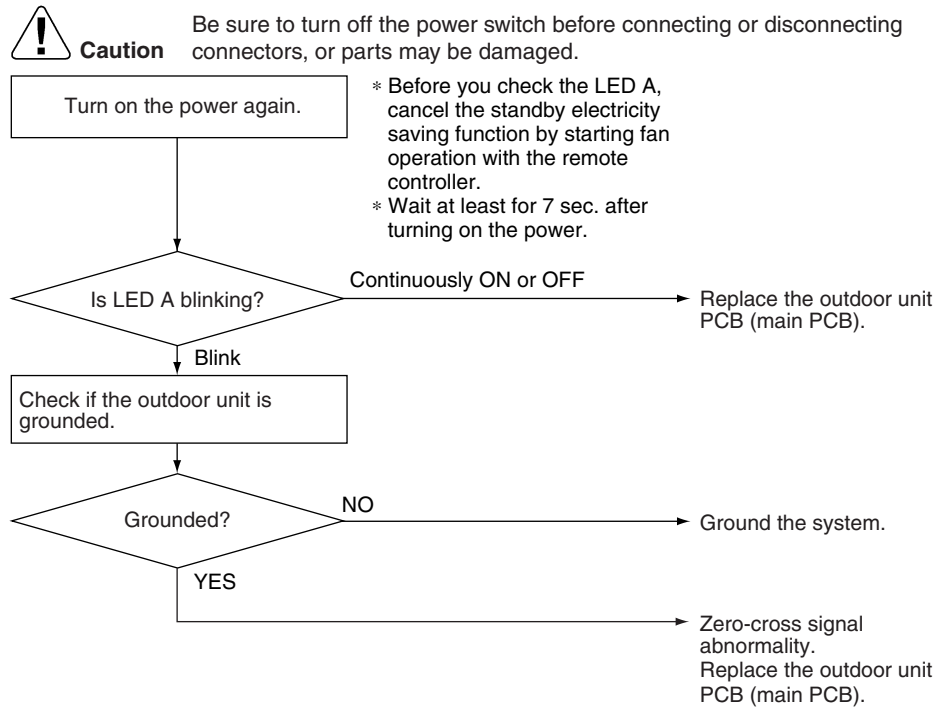 Be sure to turn off the power switch before connecting or disconnecting
Caution connectors, or parts may be damaged.
Turn on the power again.
* Before you check the LED A,
cancel the standby electricity
saving function by starting fan
operation with the remote
controller.
* Wait at least for 7 sec. after
turning on the power.
Is LED A blinking?
Continuously ON or OFF
Replace the outdoor unit
PCB (main PCB).
Blink
Check if the outdoor unit is
grounded.
Grounded?
NO
Ground the system.
YES
Zero-cross signal
abnormality.
Replace the outdoor unit
PCB (main PCB).